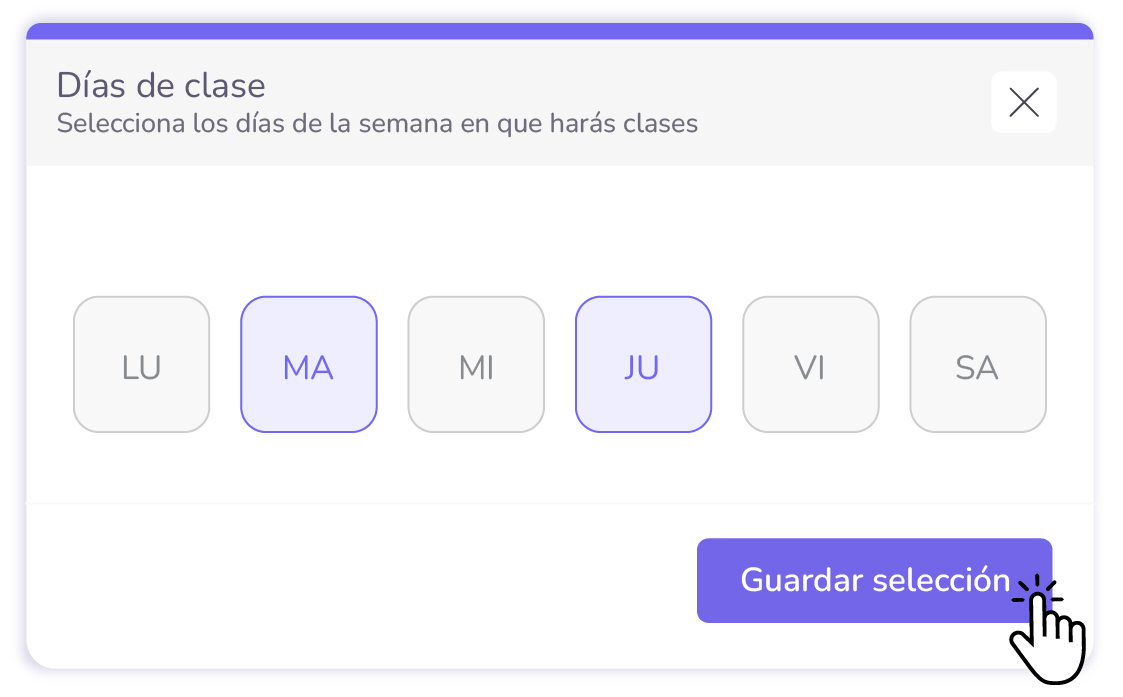 Días de clase
Selecciona los días de la semana en que harás clases
LU MA MI JU VI SA
Guardar selección